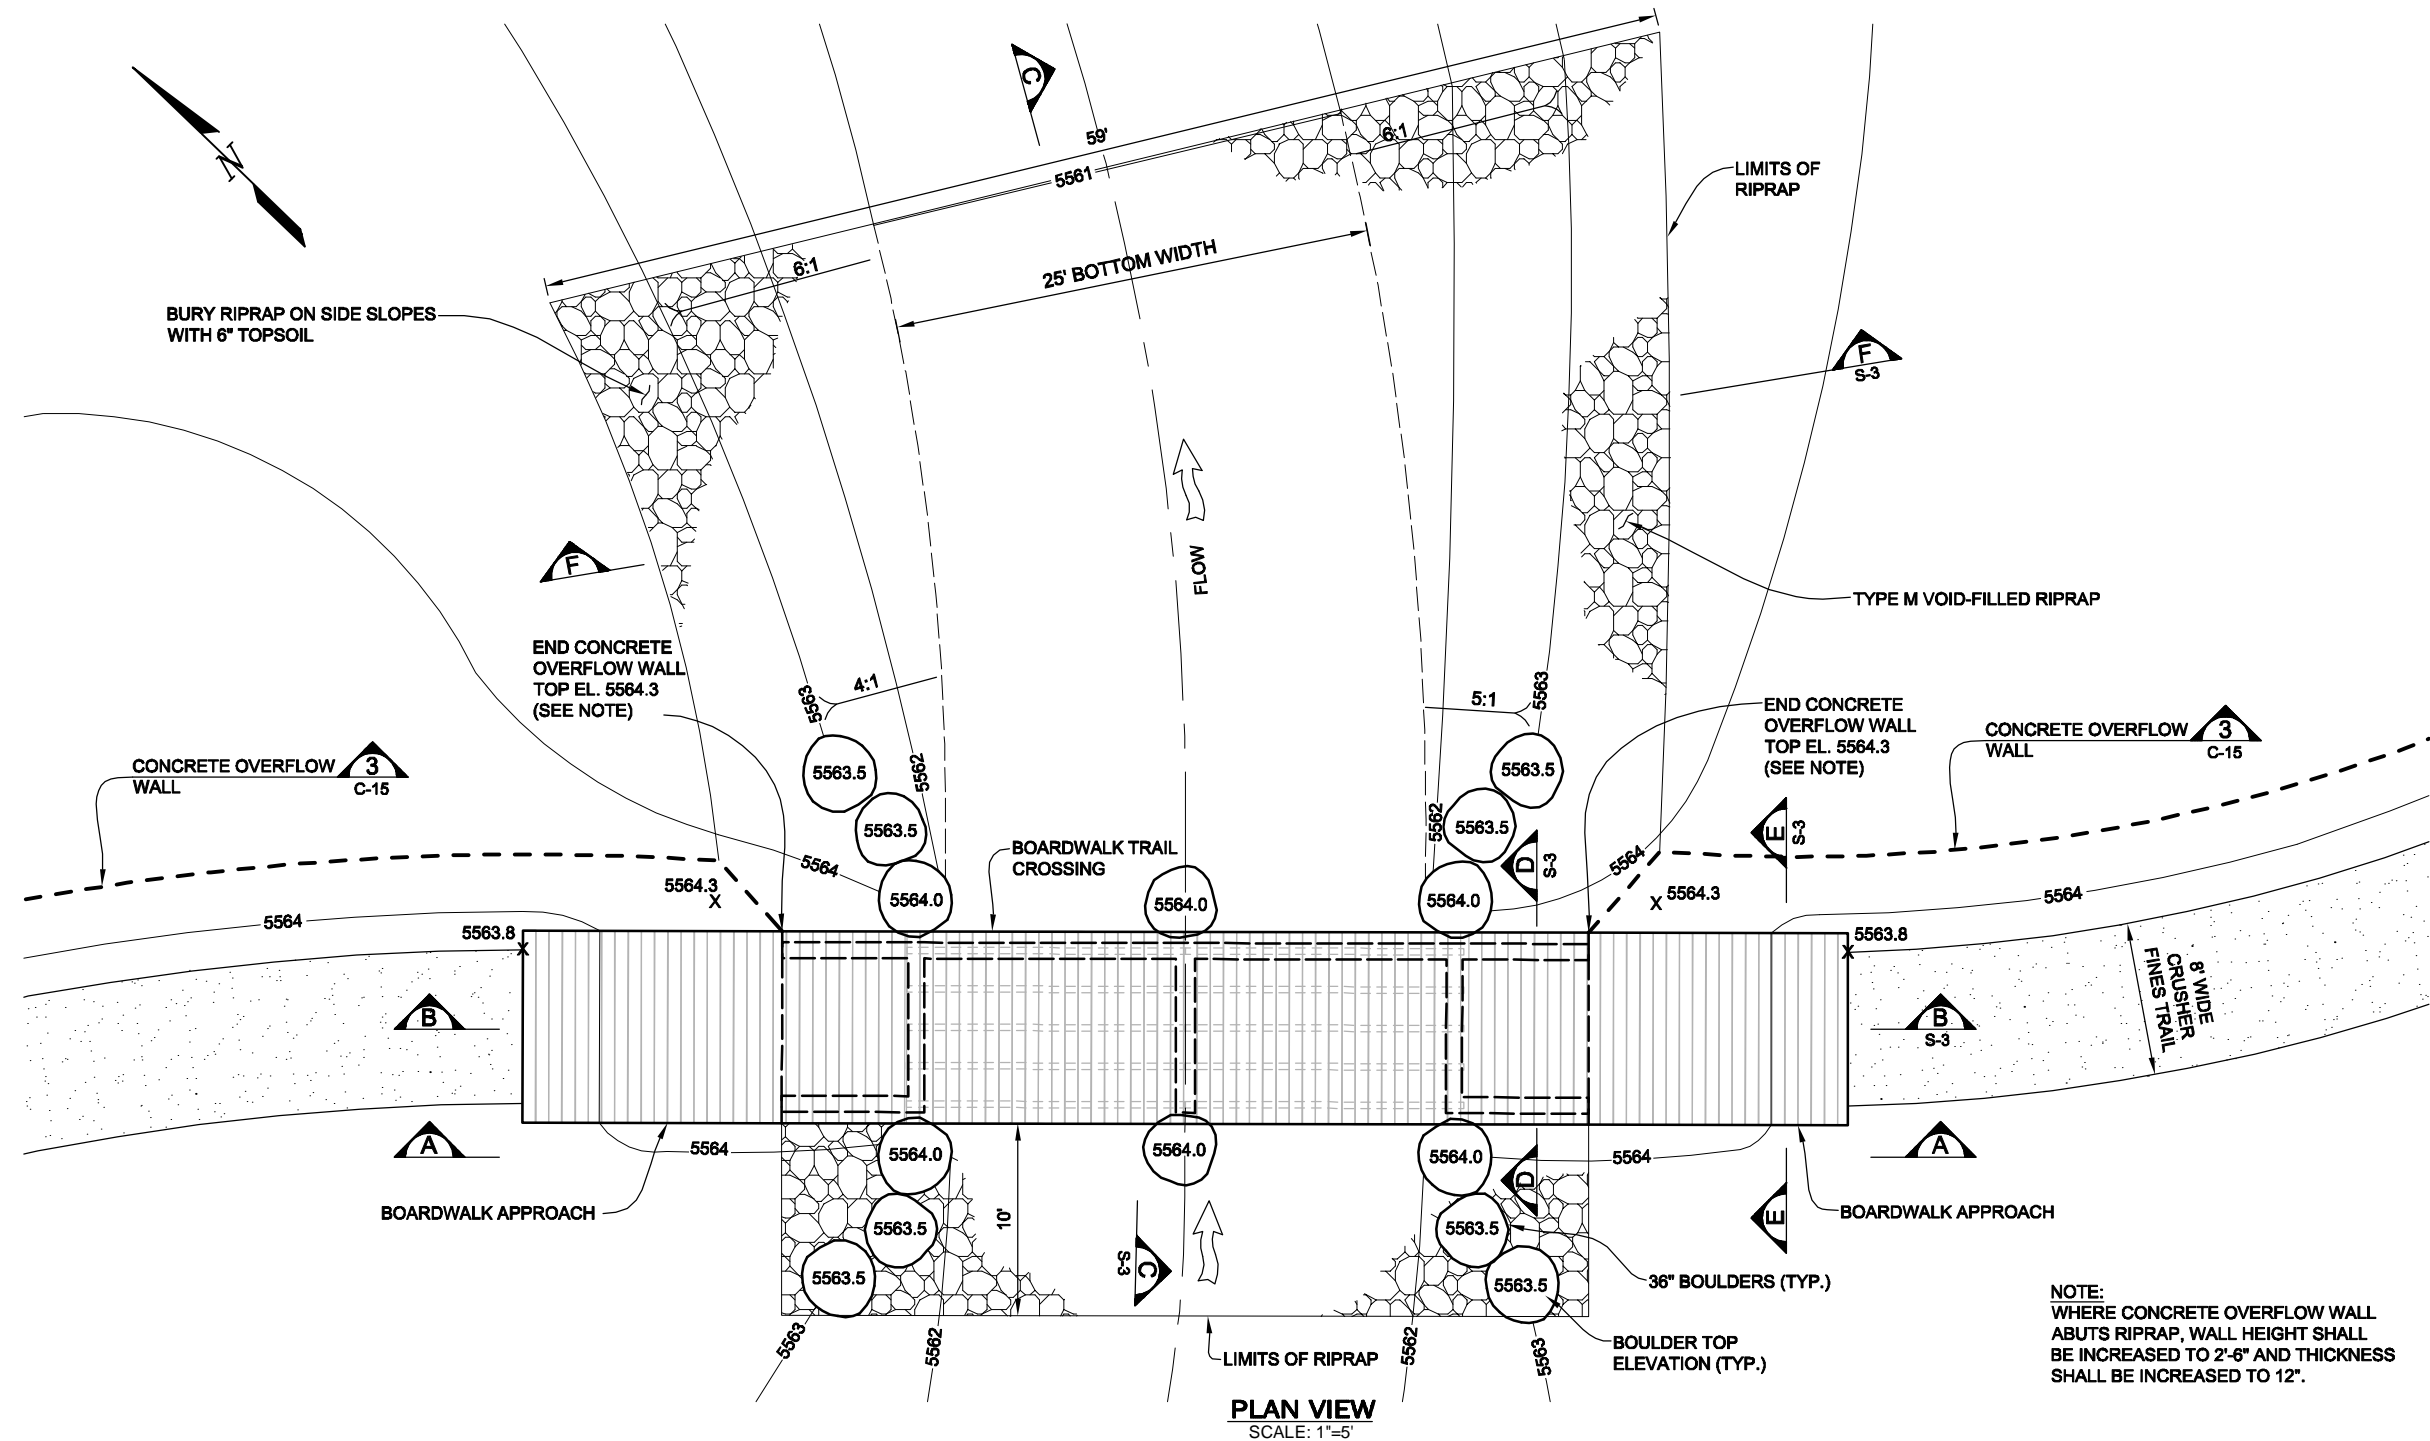 C
59'
6:1
5561
LIMITS OF
RIPRAP
N
25' BOTTOM WIDTH
6:1
BURY RIPRAP ON SIDE SLOPES
WITH 6" TOPSOIL
F
S-3
F
FLOW
TYPE M VOID-FILLED RIPRAP
END CONCRETE
OVERFLOW WALL
TOP EL. 5564.3
(SEE NOTE)
4:1
5563
5:1
5563
END CONCRETE
OVERFLOW WALL
TOP EL. 5564.3
(SEE NOTE)
CONCRETE OVERFLOW
WALL
3
C-15
CONCRETE OVERFLOW
WALL
3
C-15
5563.5
5562
5563.5
5563.5
5562
5563.5
E
S-3
BOARDWALK TRAIL
CROSSING
D
S-3
5564
5564
5564.3
X
5564.0
5564.0
5564.0
X
5564.3
5564
5564
5563.8
X
5563.8
X
8' WIDE
CRUSHER
FINES TRAIL
B
B
S-3
A
A
5564
5564.0
5564.0
5564.0
5564
D
BOARDWALK APPROACH
10'
E
BOARDWALK APPROACH
5563.5
5563.5
S-3
C
5563.5
5563.5
36" BOULDERS (TYP.)
5563
5562
LIMITS OF RIPRAP
5562
5563
BOULDER TOP
ELEVATION (TYP.)
NOTE:
WHERE CONCRETE OVERFLOW WALL
ABUTS RIPRAP, WALL HEIGHT SHALL
BE INCREASED TO 2'-6" AND THICKNESS
SHALL BE INCREASED TO 12".
PLAN VIEW
SCALE: 1"=5'